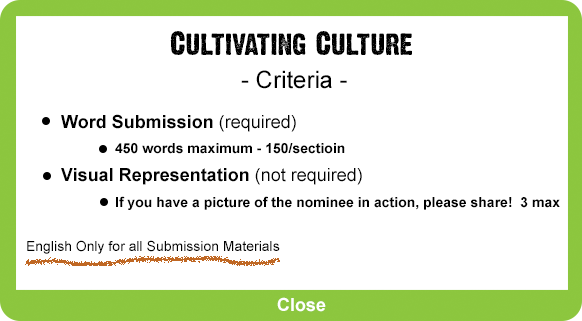 Cultivating Culture
- Criteria -
Word Submission (required)
450 words maximum - 150/sectioin
Visual Representation (not required)
If you have a picture of the nominee in action, please share!  3 max
English Only for all Submission Materials
Close